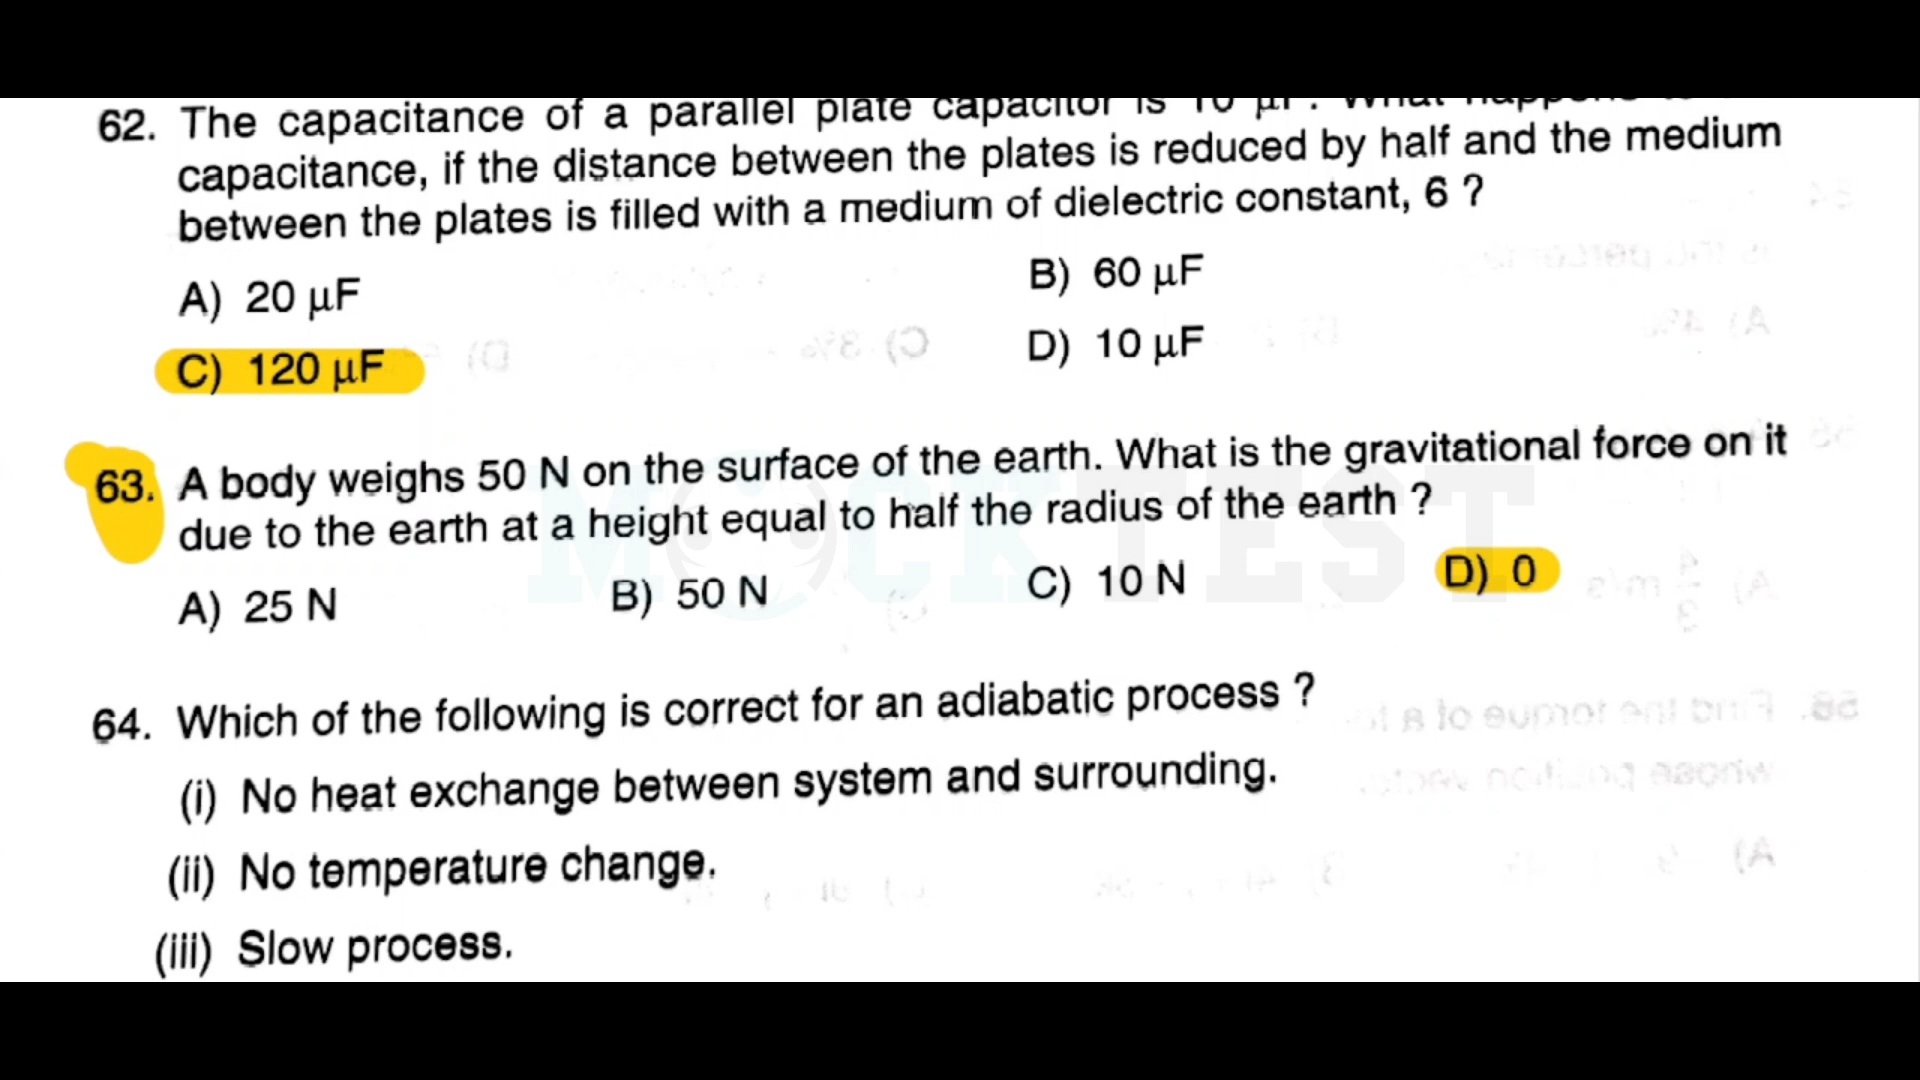 62. The capacitance of a parallel plate capacitor is 10 μF. What
capacitance, if the distance between the plates is reduced by half and the medium
between the plates is filled with a medium of dielectric constant, 6 ?
A) 20 μF B) 60 μF
C) 120 μF D) 10 μF
63. A body weighs 50 N on the surface of the earth. What is the gravitational force on it
due to the earth at a height equal to half the radius of the earth ?
A) 25 N B) 50 N C) 10 N D) 0
MOCKTEST
64. Which of the following is correct for an adiabatic process ?
(i) No heat exchange between system and surrounding.
(ii) No temperature change.
(iii) Slow process.